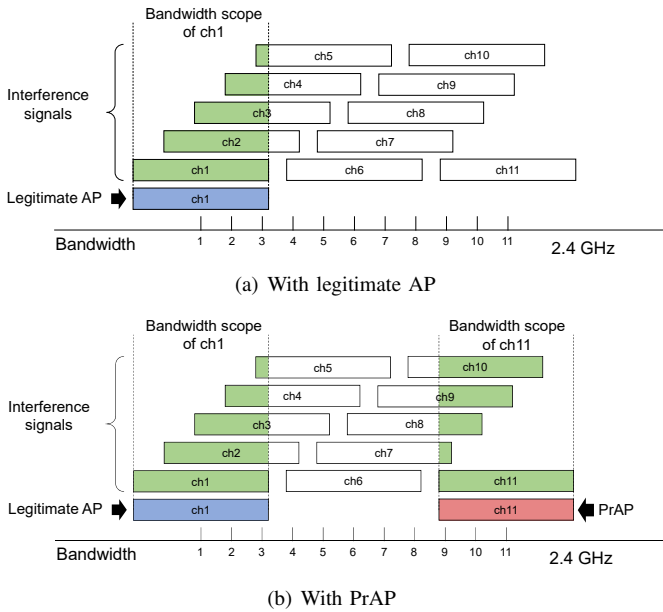 Bandwidth scope
of ch1
ch5 ch10
ch4 ch9
Interference
signals
ch3 ch8
ch2 ch7
ch1 ch6 ch11
Legitimate AP ch1
Bandwidth 1 2 3 4 5 6 7 8 9 10 11 2.4 GHz
(a) With legitimate AP
Bandwidth scope
of ch1
Bandwidth scope
of ch11
ch5 ch10
ch4 ch9
Interference
signals
ch3 ch8
ch2 ch7
ch1 ch6 ch11
Legitimate AP ch1 ch11 PrAP
Bandwidth 1 2 3 4 5 6 7 8 9 10 11 2.4 GHz
(b) With PrAP